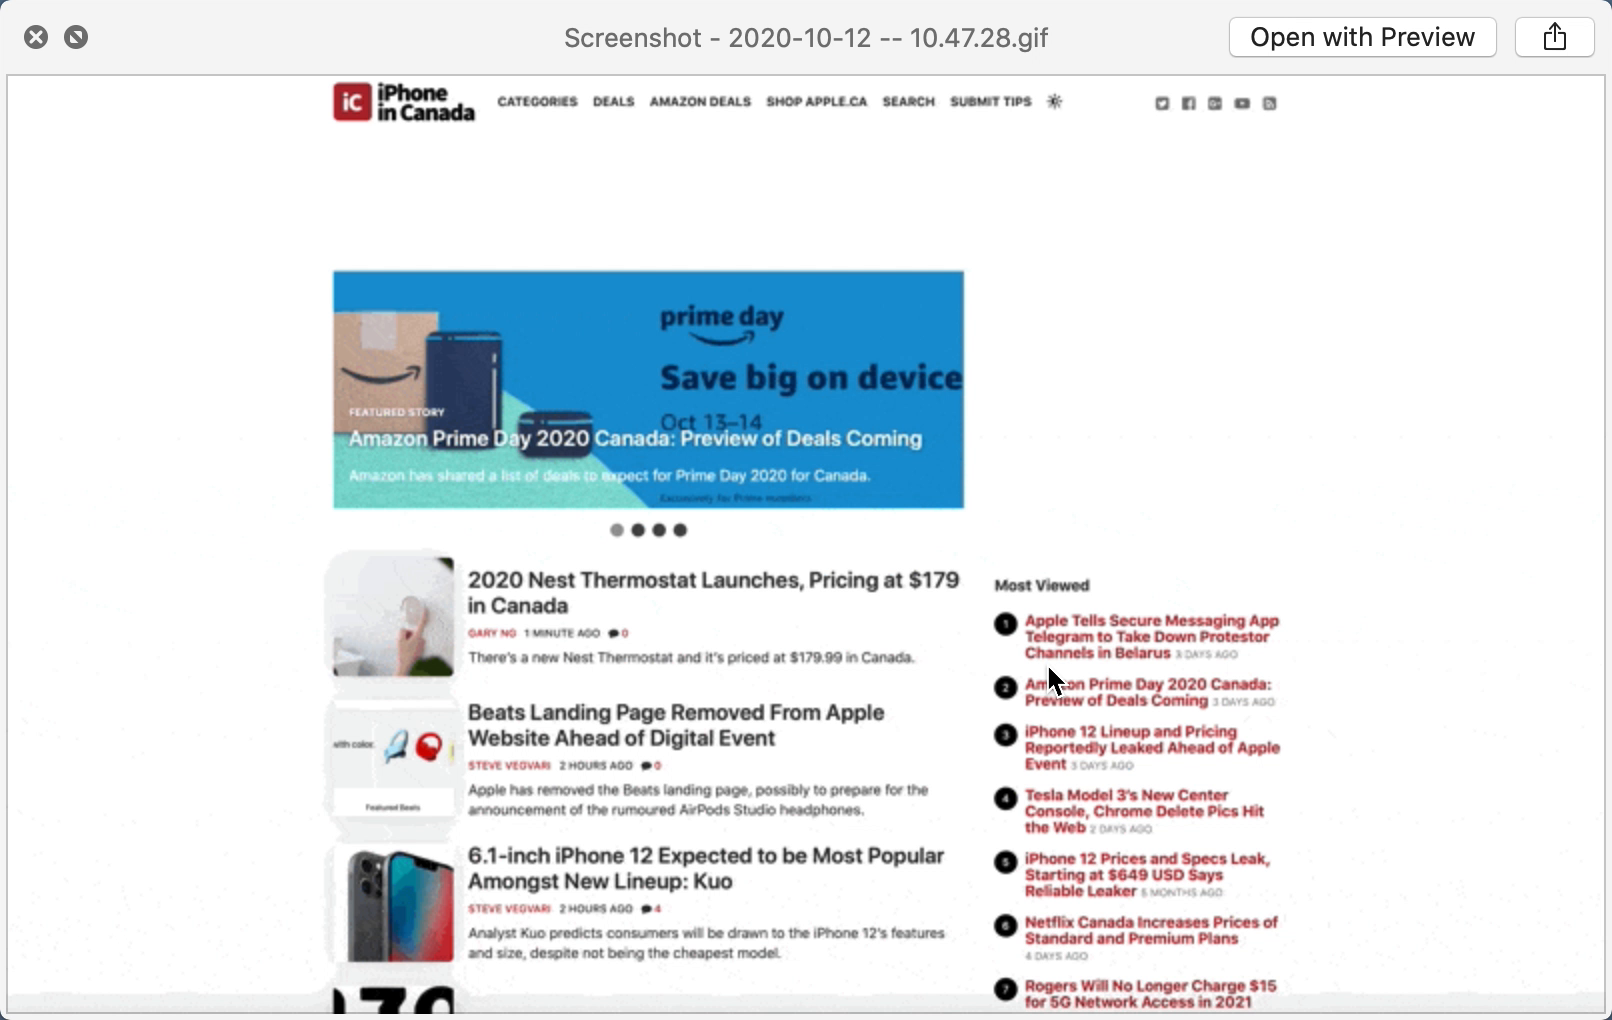 Screenshot - 2020-10-12 -- 10.47.28.gif
Open with Preview
iC
iPhone
in Canada
CATEGORIES DEALS AMAZON DEALS SHOP APPLE.CA SEARCH SUBMIT TIPS
prime day
Save big on device
Oct 13-14
FEATURED STORY
Amazon Prime Day 2020 Canada: Preview of Deals Coming
Amazon has shared a list of deals to expect for Prime Day 2020 for Canada.
Exclusively for Prime members
2020 Nest Thermostat Launches, Pricing at $179
in Canada
GARY NG 1 MINUTE AGO 0
There's a new Nest Thermostat and it's priced at $179.99 in Canada.
with color.
Featured Beats
Beats Landing Page Removed From Apple
Website Ahead of Digital Event
STEVE VEGVARI 2 HOURS AGO 0
Apple has removed the Beats landing page, possibly to prepare for the
announcement of the rumoured AirPods Studio headphones.
6.1-inch iPhone 12 Expected to be Most Popular
Amongst New Lineup: Kuo
STEVE VEGVARI 2 HOURS AGO 4
Analyst Kuo predicts consumers will be drawn to the iPhone 12's features
and size, despite not being the cheapest model.
Most Viewed
1 Apple Tells Secure Messaging App
Telegram to Take Down Protestor
Channels in Belarus 3 DAYS AGO
2 Amazon Prime Day 2020 Canada:
Preview of Deals Coming 3 DAYS AGO
3 iPhone 12 Lineup and Pricing
Reportedly Leaked Ahead of Apple
Event 3 DAYS AGO
4 Tesla Model 3's New Center
Console, Chrome Delete Pics Hit
the Web 2 DAYS AGO
5 iPhone 12 Prices and Specs Leak,
Starting at $649 USD Says
Reliable Leaker 5 MONTHS AGO
6 Netflix Canada Increases Prices of
Standard and Premium Plans
4 DAYS AGO
7 Rogers Will No Longer Charge $15
for 5G Network Access in 2021